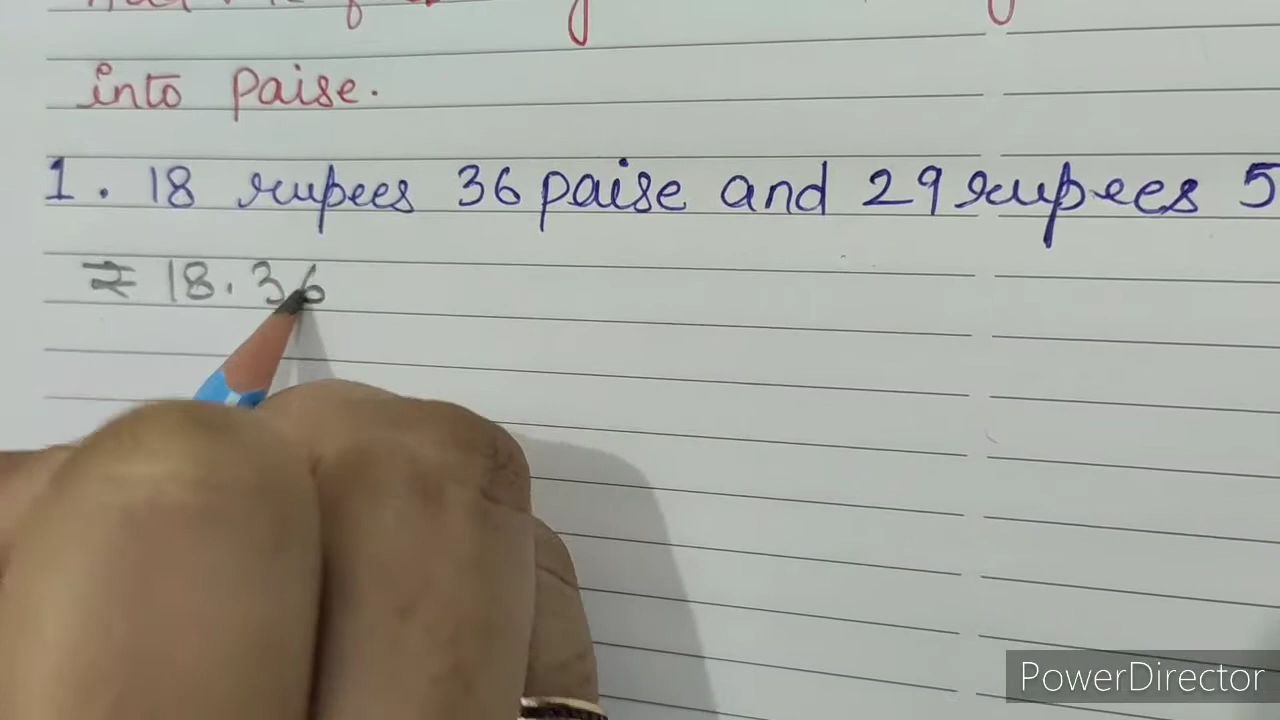 into paise.
1. 18 rupees 36 paise and 29 rupees 5
₹ 18.36
PowerDirector